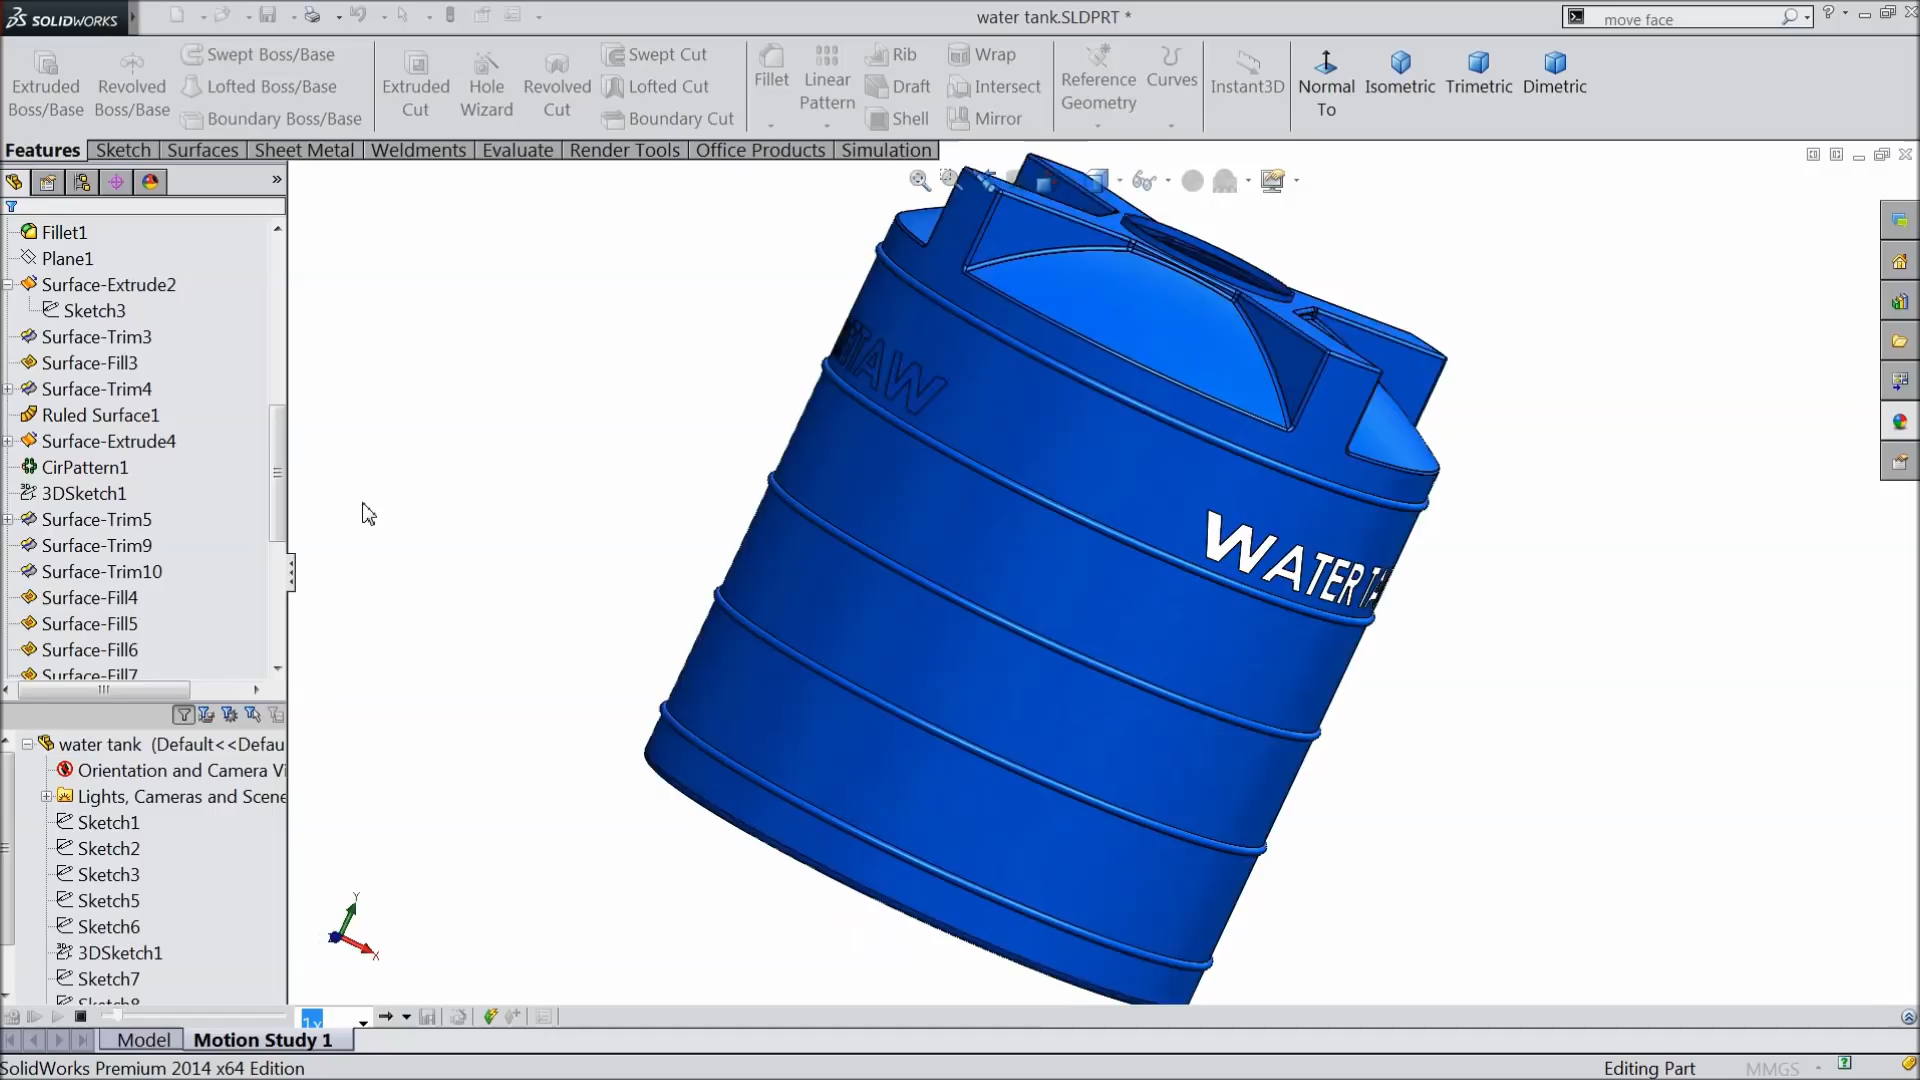 SOLIDWORKS
water tank.SLDPRT *
move face
Extruded Boss/Base
Revolved Boss/Base
Swept Boss/Base
Lofted Boss/Base
Boundary Boss/Base
Extruded Cut
Hole Wizard
Revolved Cut
Swept Cut
Lofted Cut
Boundary Cut
Fillet
Linear Pattern
Rib
Draft
Shell
Wrap
Intersect
Mirror
Reference Geometry
Curves
Instant3D
Normal To
Isometric
Trimetric
Dimetric
Features
Sketch
Surfaces
Sheet Metal
Weldments
Evaluate
Render Tools
Office Products
Simulation
Fillet1
Plane1
Surface-Extrude2
Sketch3
Surface-Trim3
Surface-Fill3
Surface-Trim4
Ruled Surface1
Surface-Extrude4
CirPattern1
3DSketch1
Surface-Trim5
Surface-Trim9
Surface-Trim10
Surface-Fill4
Surface-Fill5
Surface-Fill6
Surface-Fill7
WATER
water tank (Default<<Defau
Orientation and Camera Vi
Lights, Cameras and Scene
Sketch1
Sketch2
Sketch3
Sketch5
Sketch6
3DSketch1
Sketch7
Sketch8
Y
X
1x
Model
Motion Study 1
SolidWorks Premium 2014 x64 Edition
Editing Part
MMGS